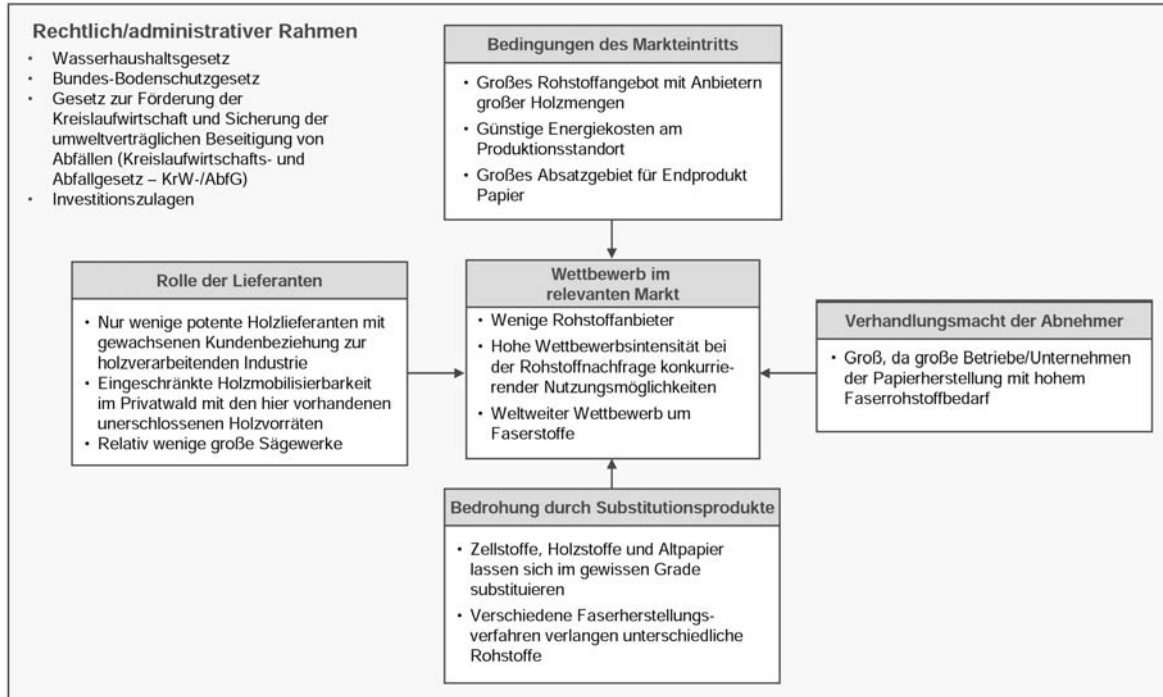 Rechtlich/administrativer Rahmen
• Wasserhaushaltsgesetz
• Bundes-Bodenschutzgesetz
• Gesetz zur Förderung der
Kreislaufwirtschaft und Sicherung der
umweltverträglichen Beseitigung von
Abfällen (Kreislaufwirtschafts- und
Abfallgesetz – KrW-/AbfG)
• Investitionszulagen
Bedingungen des Markteintritts
• Großes Rohstoffangebot mit Anbietern
großer Holzmengen
• Günstige Energiekosten am
Produktionsstandort
• Großes Absatzgebiet für Endprodukt
Papier
Rolle der Lieferanten
• Nur wenige potente Holzlieferanten mit
gewachsenen Kundenbeziehung zur
holzverarbeitenden Industrie
• Eingeschränkte Holzmobilisierbarkeit
im Privatwald mit den hier vorhandenen
unerschlossenen Holzvorräten
• Relativ wenige große Sägewerke
Wettbewerb im
relevanten Markt
• Wenige Rohstoffanbieter
• Hohe Wettbewerbsintensität bei
der Rohstoffnachfrage konkurrie-
render Nutzungsmöglichkeiten
• Weltweiter Wettbewerb um
Faserstoffe
Verhandlungsmacht der Abnehmer
• Groß, da große Betriebe/Unternehmen
der Papierherstellung mit hohem
Faserrohstoffbedarf
Bedrohung durch Substitutionsprodukte
• Zellstoffe, Holzstoffe und Altpapier
lassen sich im gewissen Grade
substituieren
• Verschiedene Faserherstellungs-
verfahren verlangen unterschiedliche
Rohstoffe